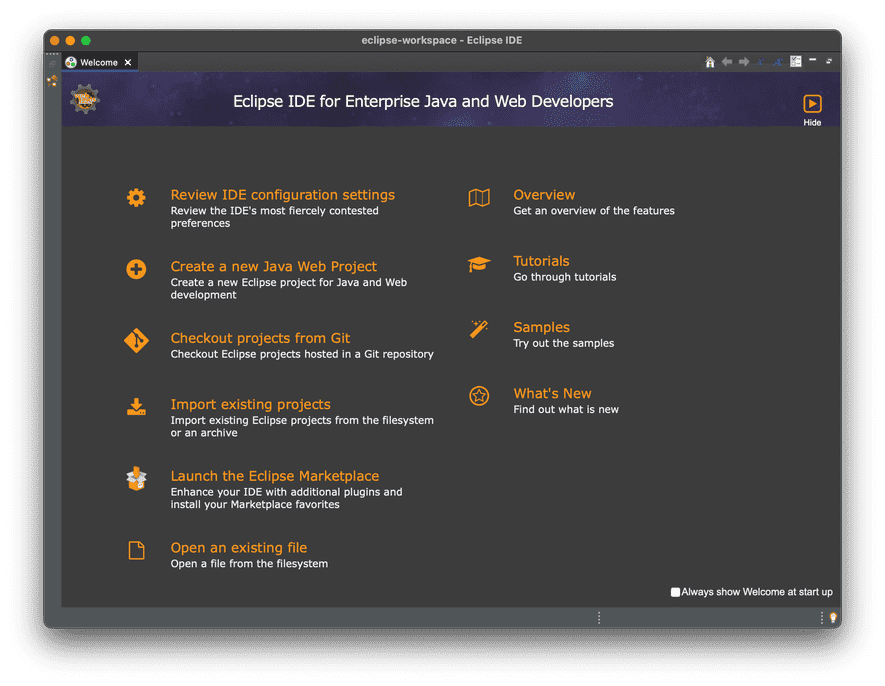 eclipse-workspace - Eclipse IDE
Welcome
Eclipse IDE for Enterprise Java and Web Developers
Hide
Review IDE configuration settings
Review the IDE's most fiercely contested
preferences
Create a new Java Web Project
Create a new Eclipse project for Java and Web
development
Checkout projects from Git
Checkout Eclipse projects hosted in a Git repository
Import existing projects
Import existing Eclipse projects from the filesystem
or an archive
Launch the Eclipse Marketplace
Enhance your IDE with additional plugins and
install your Marketplace favorites
Open an existing file
Open a file from the filesystem
Overview
Get an overview of the features
Tutorials
Go through tutorials
Samples
Try out the samples
What's New
Find out what is new
Always show Welcome at start up